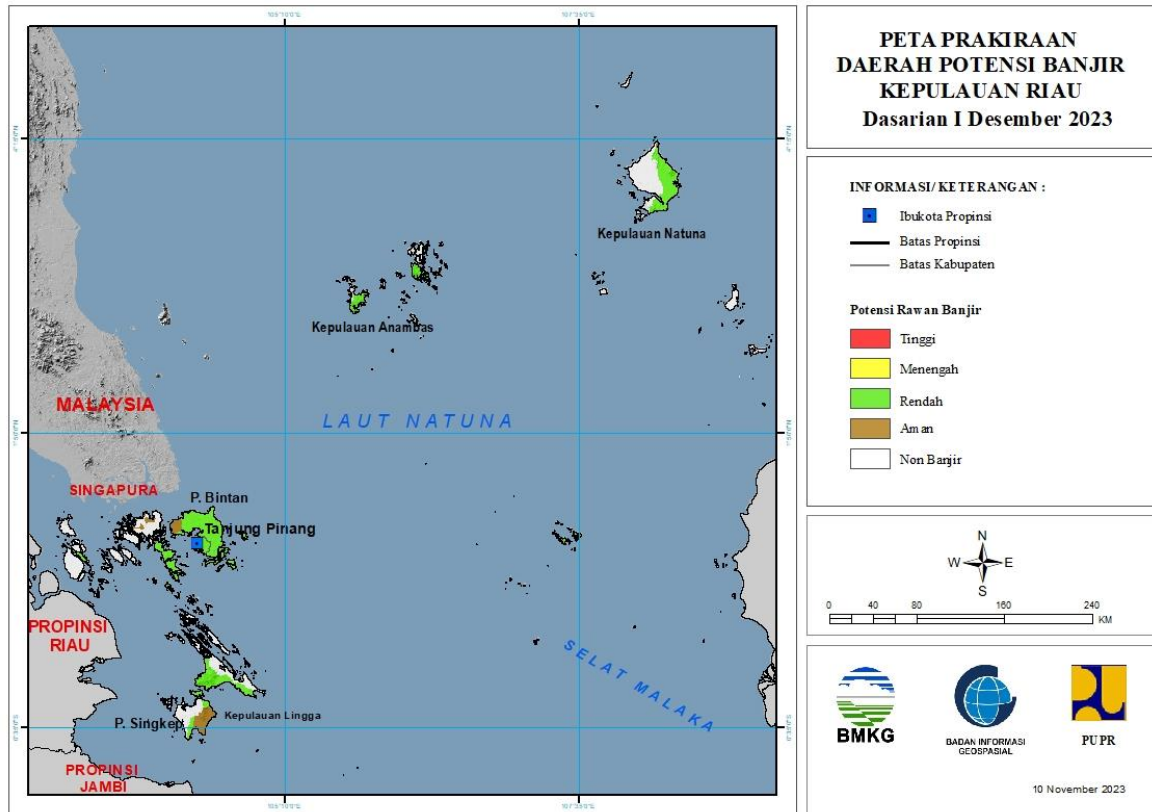 PETA PRAKIRAAN
DAERAH POTENSI BANJIR
KEPULAUAN RIAU
Dasarian I Desember 2023
INFORMASI/ KETERANGAN :
Ibukota Propinsi
Batas Propinsi
Batas Kabupaten
Potensi Rawan Banjir
Tinggi
Menengah
Rendah
Aman
Non Banjir
N
W E
S
0 40 80 160 240
KM
BMKG
BADAN INFORMASI
GEOSPASIAL
PUPR
10 November 2023
Kepulauan Natuna
Kepulauan Anambas
MALAYSIA
LAUT NATUNA
SINGAPURA
P. Bintan
Tanjung Pinang
PROPINSI
RIAU
SELAT MALAKA
P. Singkep
Kepulauan Lingga
PROPINSI
JAMBI